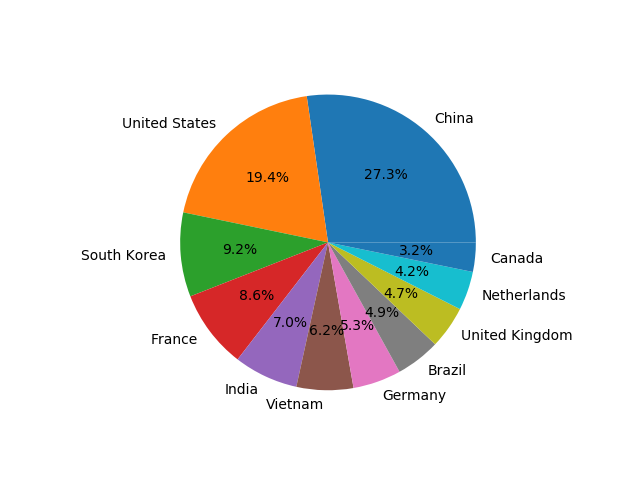 China
27.3%
United States
19.4%
South Korea
9.2%
France
8.6%
India
7.0%
Vietnam
6.2%
Germany
5.3%
Brazil
4.9%
United Kingdom
4.7%
Netherlands
4.2%
Canada
3.2%